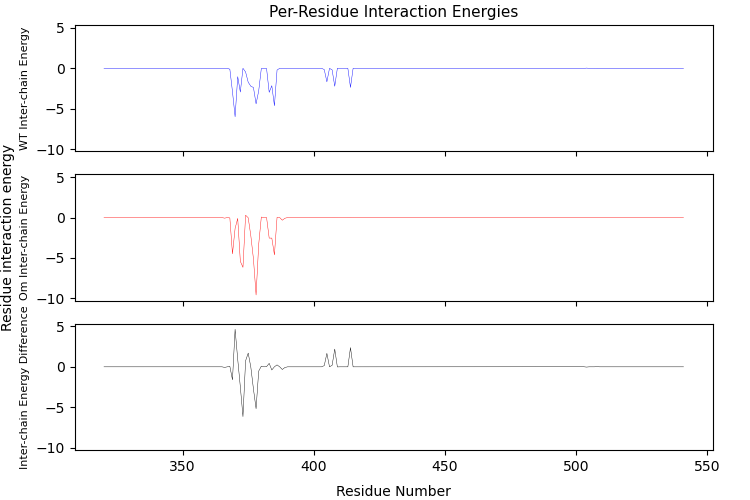 Per-Residue Interaction Energies
Residue interaction energy
WT Inter-chain Energy
5
0
−5
−10
Om Inter-chain Energy
5
0
−5
−10
Inter-chain Energy Difference
5
0
−5
−10
350 400 450 500 550
Residue Number